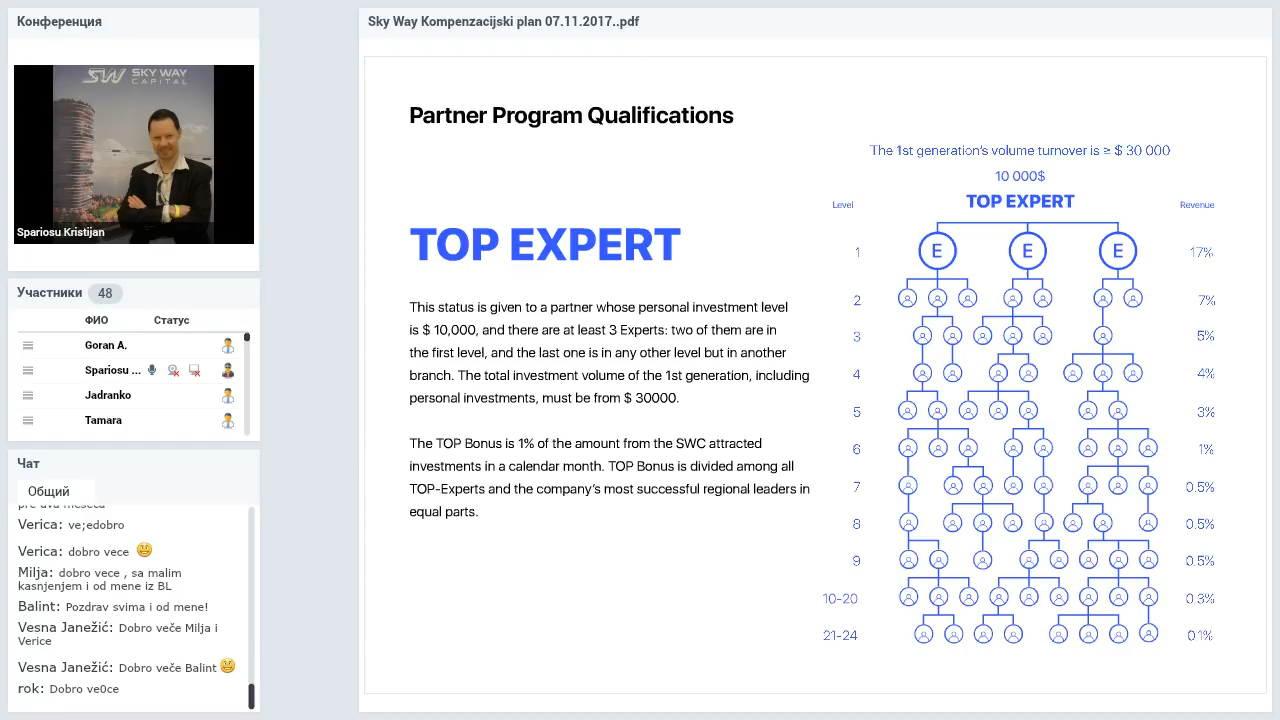 Конференция
SKY WAY
CAPITAL
Spariosu Kristijan
Участники 48
ФИО Статус
Goran A.
Spariosu ...
Jadranko
Tamara
Чат
Общий
pre dva meseca
Verica: ve;edobro
Verica: dobro vece
Milja: dobro vece , sa malim
kasnjenjem i od mene iz BL
Balint: Pozdrav svima i od mene!
Vesna Janežić: Dobro veče Milja i
Verice
Vesna Janežić: Dobro veče Balint
rok: Dobro ve0ce
Sky Way Kompenzacijski plan 07.11.2017..pdf
Partner Program Qualifications
TOP EXPERT
This status is given to a partner whose personal investment level
is $ 10,000, and there are at least 3 Experts: two of them are in
the first level, and the last one is in any other level but in another
branch. The total investment volume of the 1st generation, including
personal investments, must be from $ 30000.
The TOP Bonus is 1% of the amount from the SWC attracted
investments in a calendar month. TOP Bonus is divided among all
TOP-Experts and the company's most successful regional leaders in
equal parts.
The 1st generation's volume turnover is ≥ $ 30 000
10 000$
Level TOP EXPERT Revenue
1 E E E 17%
2 7%
3 5%
4 4%
5 3%
6 1%
7 0.5%
8 0.5%
9 0.5%
10-20 0.3%
21-24 0.1%